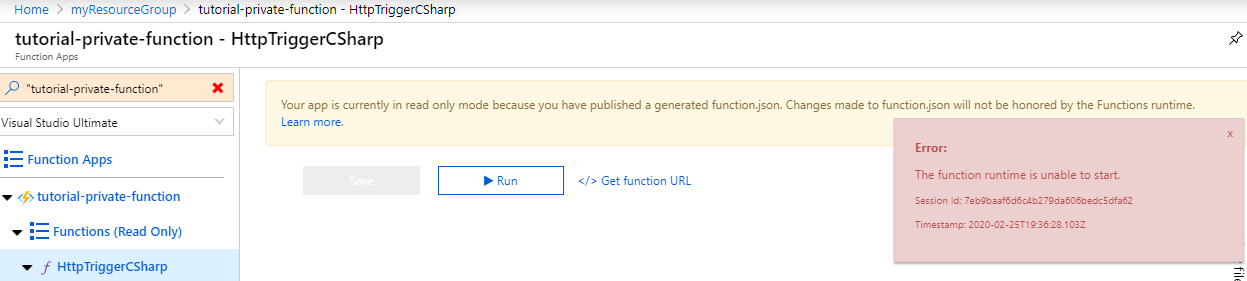 Home > myResourceGroup > tutorial-private-function - HttpTriggerCSharp
tutorial-private-function - HttpTriggerCSharp
Function Apps
"tutorial-private-function"
Visual Studio Ultimate
Function Apps
tutorial-private-function
Functions (Read Only)
HttpTriggerCSharp
Your app is currently in read only mode because you have published a generated function.json. Changes made to function.json will not be honored by the Functions runtime.
Learn more.
Save
Run
</> Get function URL
x
Error:
The function runtime is unable to start.
Session Id: 7eb9baaf6d6c4b279da606bedc5dfa62
Timestamp: 2020-02-25T19:36:28.103Z
file